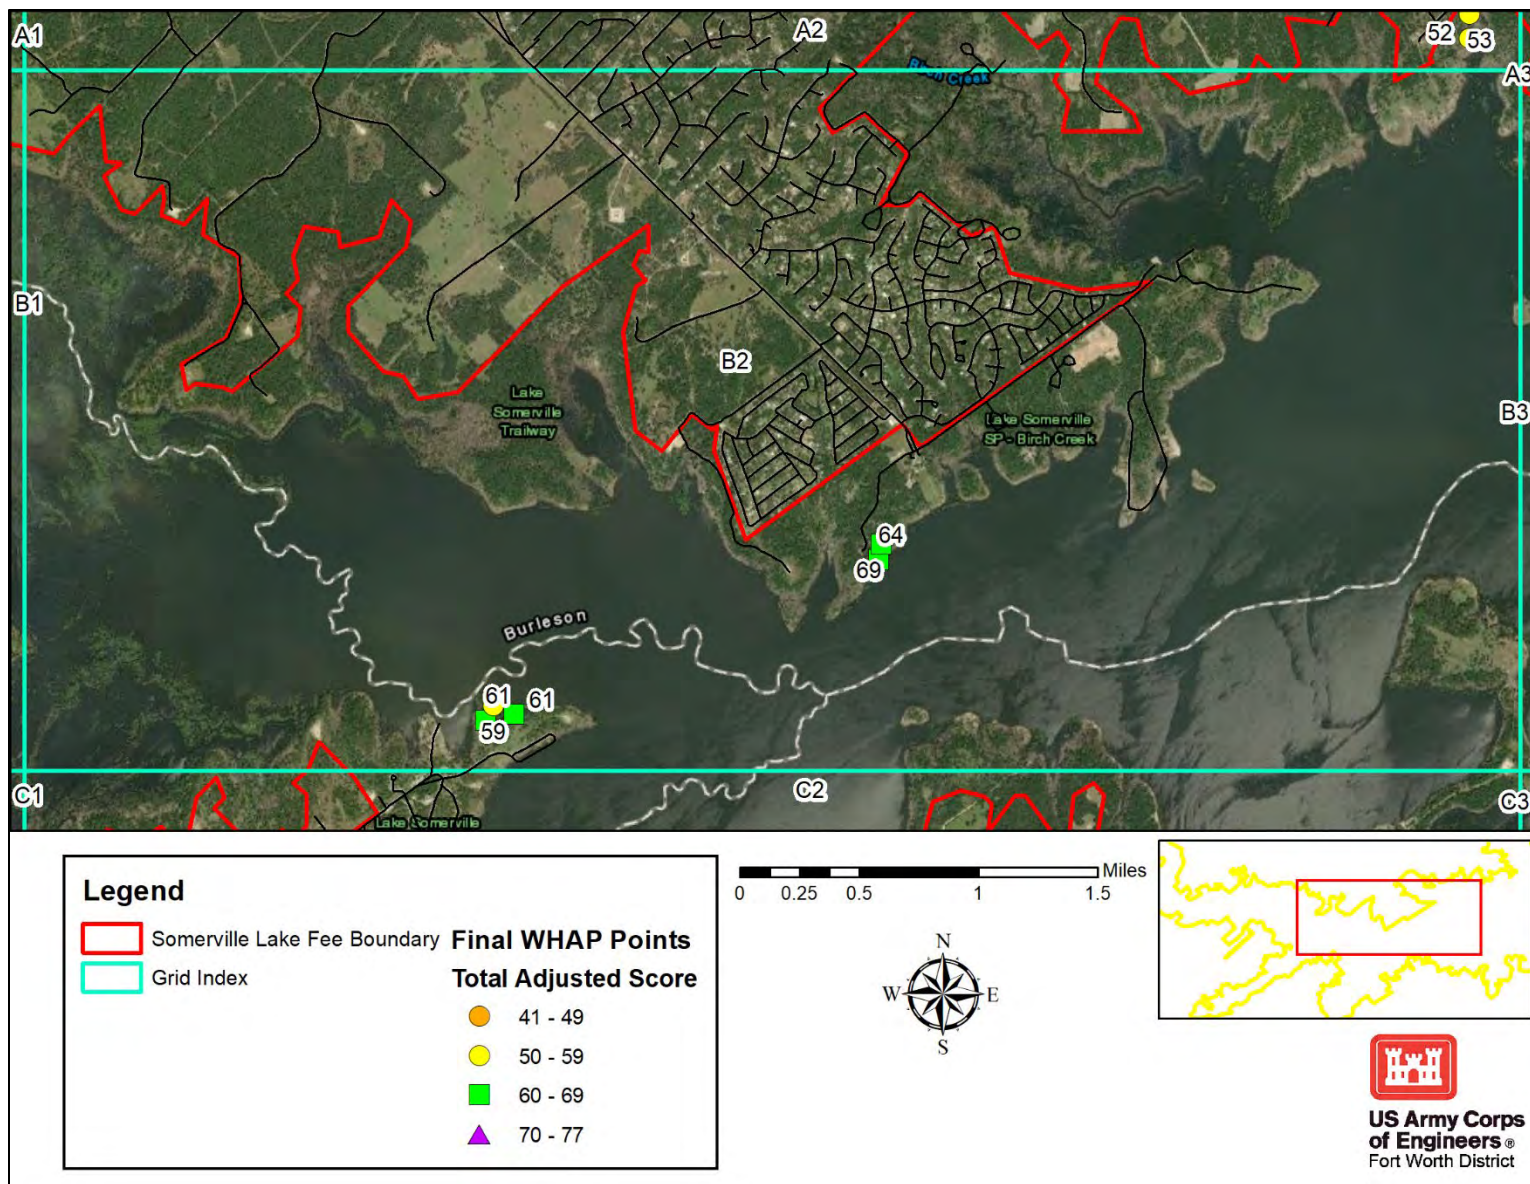 A1
A2
52
53
Birch Creek
A3
B1
B2
Lake
Somerville
Trailway
Lake Somerville
SP - Birch Creek
B3
64
69
Burleson
61
61
59
C1
C2
C3
Lake Somerville
Legend
Somerville Lake Fee Boundary
Grid Index
Final WHAP Points
Total Adjusted Score
41 - 49
50 - 59
60 - 69
70 - 77
Miles
0 0.25 0.5 1 1.5
N
W E
S
US Army Corps
of Engineers ®
Fort Worth District